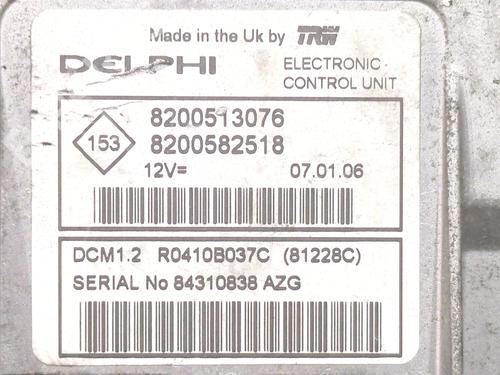 Made in the Uk by TRW
DELPHI
ELECTRONIC
CONTROL UNIT
153
8200513076
8200582518
12V=
07.01.06
DCM1.2 R0410B037C (81228C)
SERIAL No 84310838 AZG